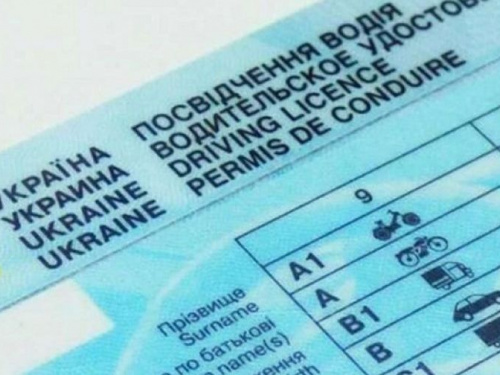 УКРАЇНА
УКРАИНА
UKRAINE
UKRAINE
ПОСВІДЧЕННЯ ВОДІЯ
ВОДИТЕЛЬСКОЕ
DRIVING LICENCE
PERMIS DE CONDUIRE
9
A1
A
B1
B
Прізвище
Surname
по батькові
name(s)